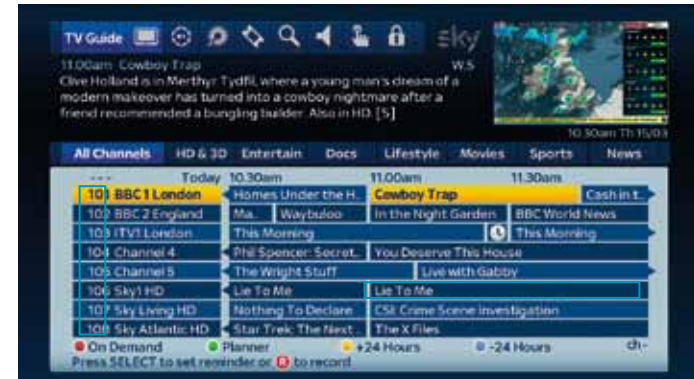 TV Guide
sky
11.00am Cowboy Trap W,S
Clive Holland is in Merthyr Tydfil, where a young man's dream of a
modern makeover has turned into a cowboy nightmare after a
friend recommended a bungling builder. Also in HD. [S]
10.30am Th 15/03
All Channels HD & 3D Entertain Docs Lifestyle Movies Sports News
--- Today 10.30am 11.00am 11.30am
101 BBC 1 London Homes Under the H... Cowboy Trap Cash in t...
102 BBC 2 England Ma... Waybuloo In the Night Garden BBC World News
103 ITV1 London This Morning This Morning
104 Channel 4 Phil Spencer: Secret... You Deserve This House
105 Channel 5 The Wright Stuff Live with Gabby
106 Sky1 HD Lie To Me Lie To Me
107 Sky Living HD Nothing To Declare CSI: Crime Scene Investigation
108 Sky Atlantic HD Star Trek: The Next... The X Files
On Demand Planner +24 Hours -24 Hours ch-
Press SELECT to set reminder or R to record